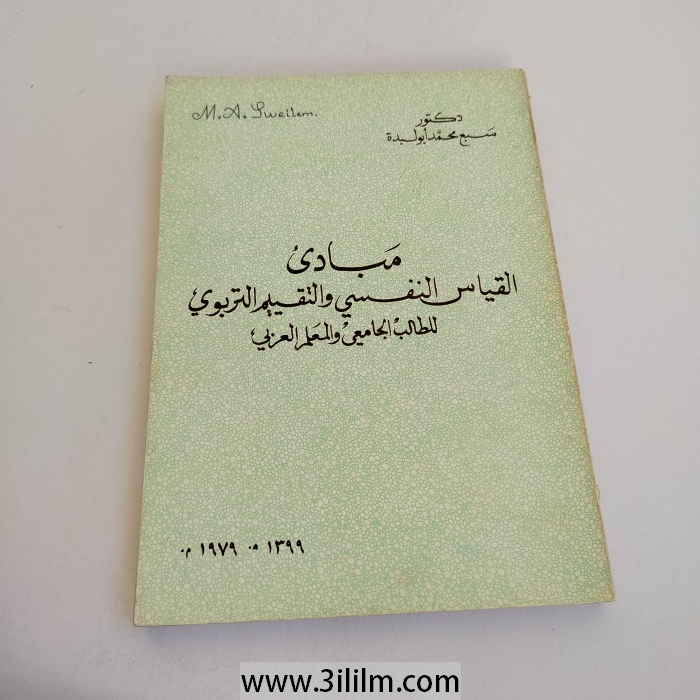 M. A. Sweilem.
دكتور
سبع محمد أبو لبدة
مبادئ
القياس النفسي والتقييم التربوي
للطالب الجامعي والمعلم العربي
١٣٩٩ هـ. ١٩٧٩ م.
www.3ililm.com